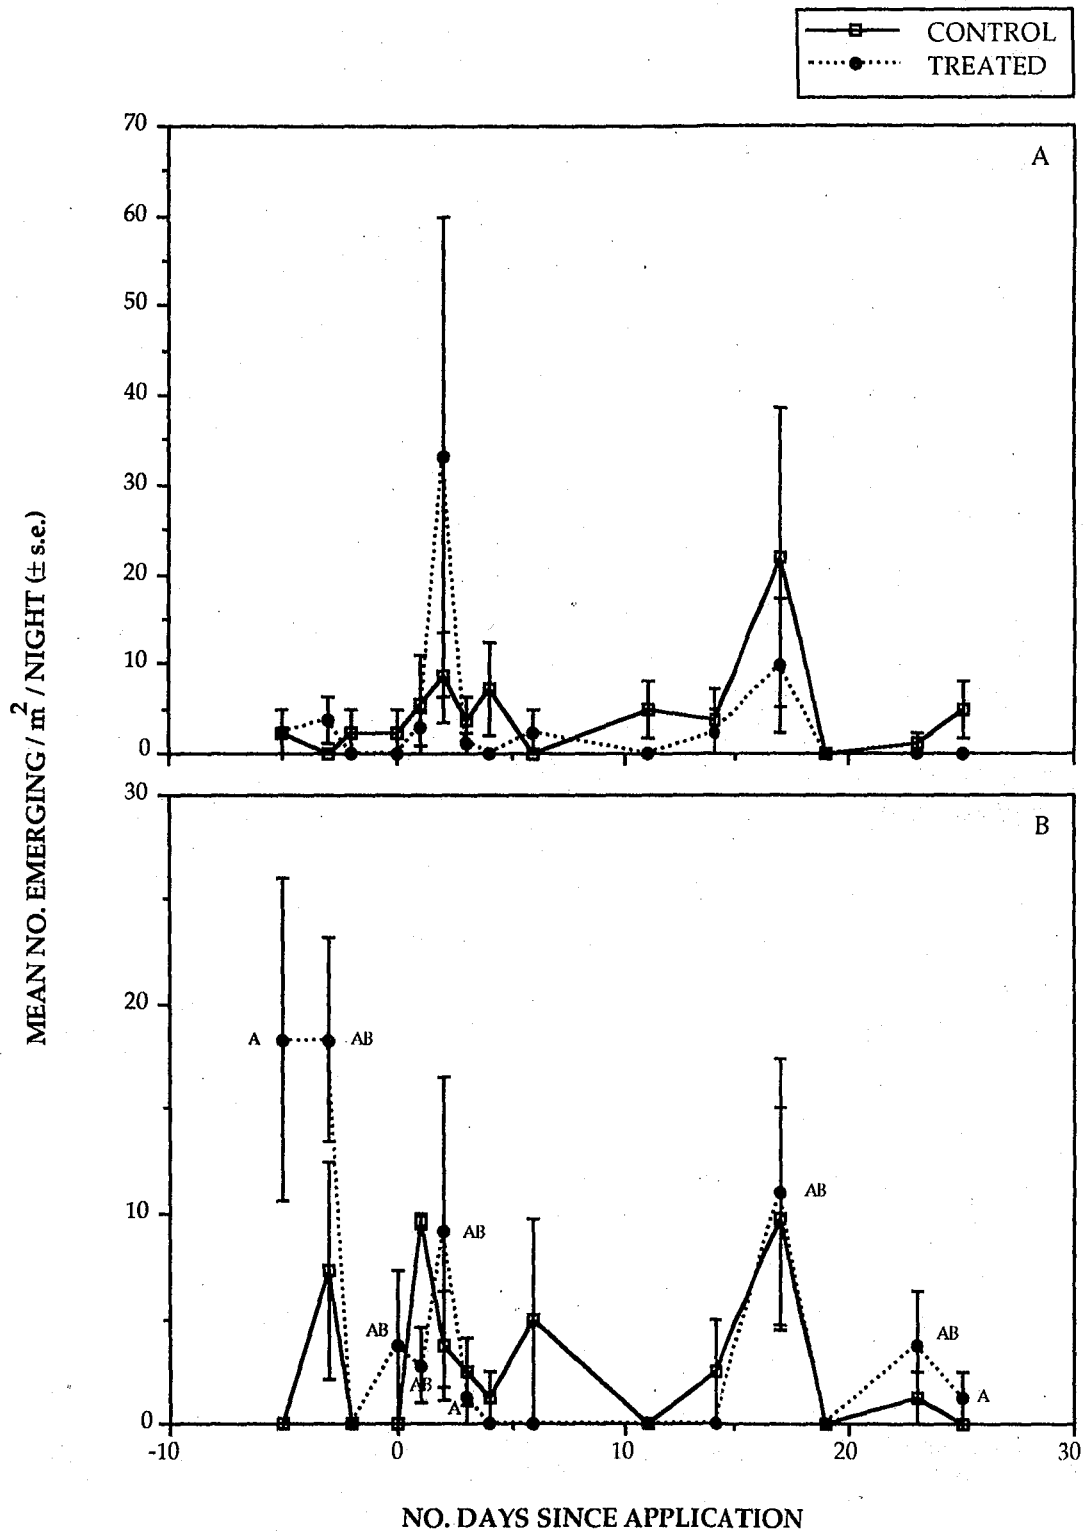 CONTROL
TREATED
A
70
60
50
40
30
20
10
0
MEAN NO. EMERGING / m² / NIGHT (± s.e.)
B
30
20
10
0
A
AB
AB
AB
AB
A
AB
AB
A
-10
0
10
20
30
NO. DAYS SINCE APPLICATION